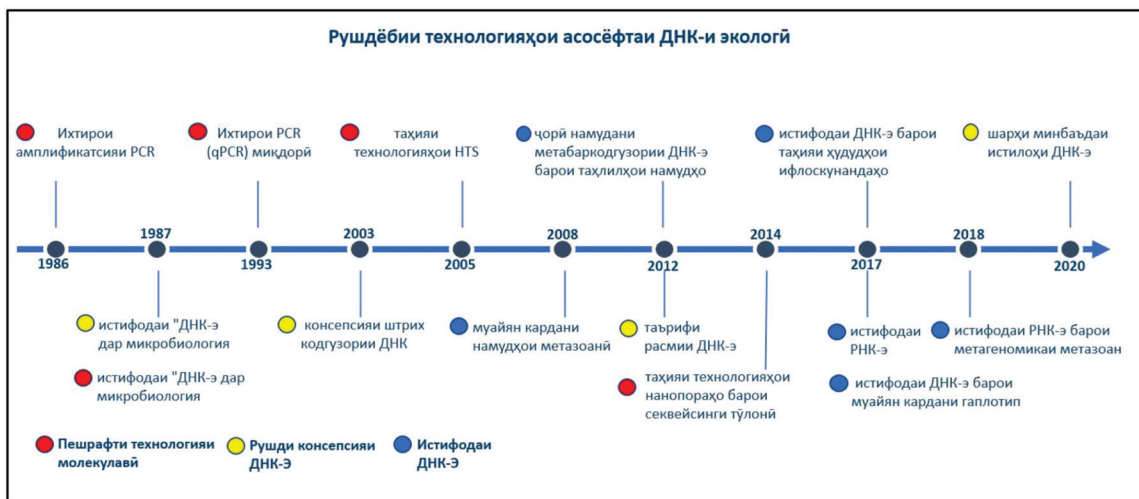 Рушдёбии технологияҳои асосёфтаи ДНК-и экологӣ
Ихтирои
амплификатсияи PCR
Ихтирои PCR
(qPCR) миқдорӣ
таҳияи
технологияҳои HTS
ҷорӣ намудани
метабаркодгузории ДНК-э
барои таҳлилҳои намудҳо
истифодаи ДНК-э барои
таҳияи ҳудудҳои
ифлоскунандаҳо
шарҳи минбаъдаи
истилоҳи ДНК-э
1986
1987
1993
2003
2005
2008
2012
2014
2017
2018
2020
истифодаи "ДНК-э
дар микробиология
истифодаи "ДНК-э дар
микробиология
консепсияи штрих
кодгузории ДНК
муайян кардани
намудҳои метазоанӣ
таърифи
расмии ДНК-э
таҳияи технологияҳои
нанопораҳо барои
секвейсинги тӯлонӣ
истифодаи
РНК-э
истифодаи ДНК-э барои
муайян кардани гаплотип
истифодаи РНК-э барои
метагеномикаи метазоан
Пешрафти технологияи
молекулавӣ
Рушди консепсияи
ДНК-Э
Истифодаи
ДНК-Э